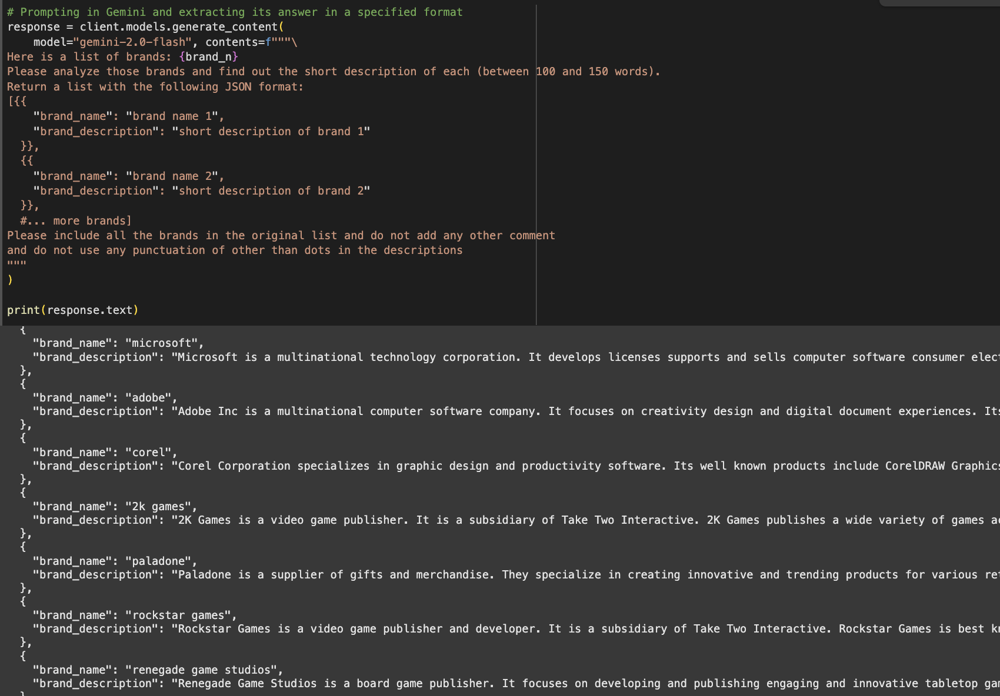 # Prompting in Gemini and extracting its answer in a specified format
response = client.models.generate_content(
    model="gemini-2.0-flash", contents=f"""\
Here is a list of brands: {brand_n}
Please analyze those brands and find out the short description of each (between 100 and 150 words).
Return a list with the following JSON format:
[{{
    "brand_name": "brand name 1",
    "brand_description": "short description of brand 1"
  }},
  {{
    "brand_name": "brand name 2",
    "brand_description": "short description of brand 2"
  }},
  #... more brands]
Please include all the brands in the original list and do not add any other comment
and do not use any punctuation of other than dots in the descriptions
"""
)

print(response.text)
  {
    "brand_name": "microsoft",
    "brand_description": "Microsoft is a multinational technology corporation. It develops licenses supports and sells computer software consumer
  },
  {
    "brand_name": "adobe",
    "brand_description": "Adobe Inc is a multinational computer software company. It focuses on creativity design and digital document experiences. Its
  },
  {
    "brand_name": "corel",
    "brand_description": "Corel Corporation specializes in graphic design and productivity software. Its well known products include CorelDRAW Graphics
  },
  {
    "brand_name": "2k games",
    "brand_description": "2K Games is a video game publisher. It is a subsidiary of Take Two Interactive. 2K Games publishes a wide variety of games
  },
  {
    "brand_name": "paladone",
    "brand_description": "Paladone is a supplier of gifts and merchandise. They specialize in creating innovative and trending products for various
  },
  {
    "brand_name": "rockstar games",
    "brand_description": "Rockstar Games is a video game publisher and developer. It is a subsidiary of Take Two Interactive. Rockstar Games is best
  },
  {
    "brand_name": "renegade game studios",
    "brand_description": "Renegade Game Studios is a board game publisher. It focuses on developing and publishing engaging and innovative tabletop
  }